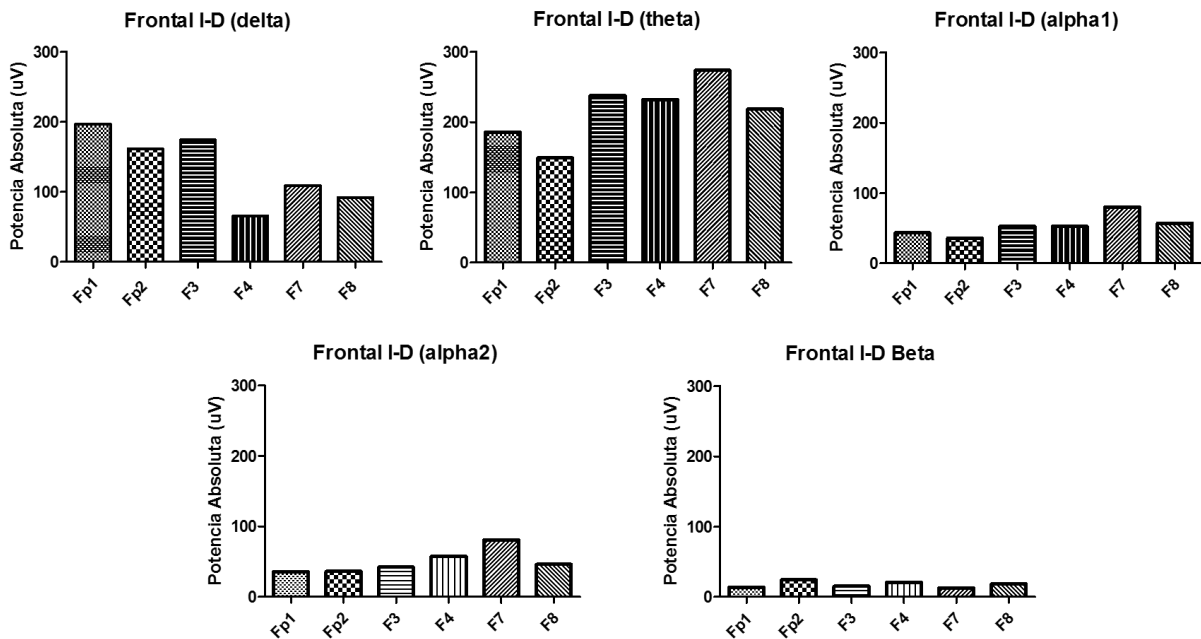 Frontal I-D (delta)
Potencia Absoluta (uV)
300
200
100
0
Fp1
Fp2
F3
F4
F7
F8
Frontal I-D (theta)
Potencia Absoluta (uV)
300
200
100
0
Fp1
Fp2
F3
F4
F7
F8
Frontal I-D (alpha1)
Potencia Absoluta (uV)
300
200
100
0
Fp1
Fp2
F3
F4
F7
F8
Frontal I-D (alpha2)
Potencia Absoluta (uV)
300
200
100
0
Fp1
Fp2
F3
F4
F7
F8
Frontal I-D Beta
Potencia Absoluta (uV)
300
200
100
0
Fp1
Fp2
F3
F4
F7
F8